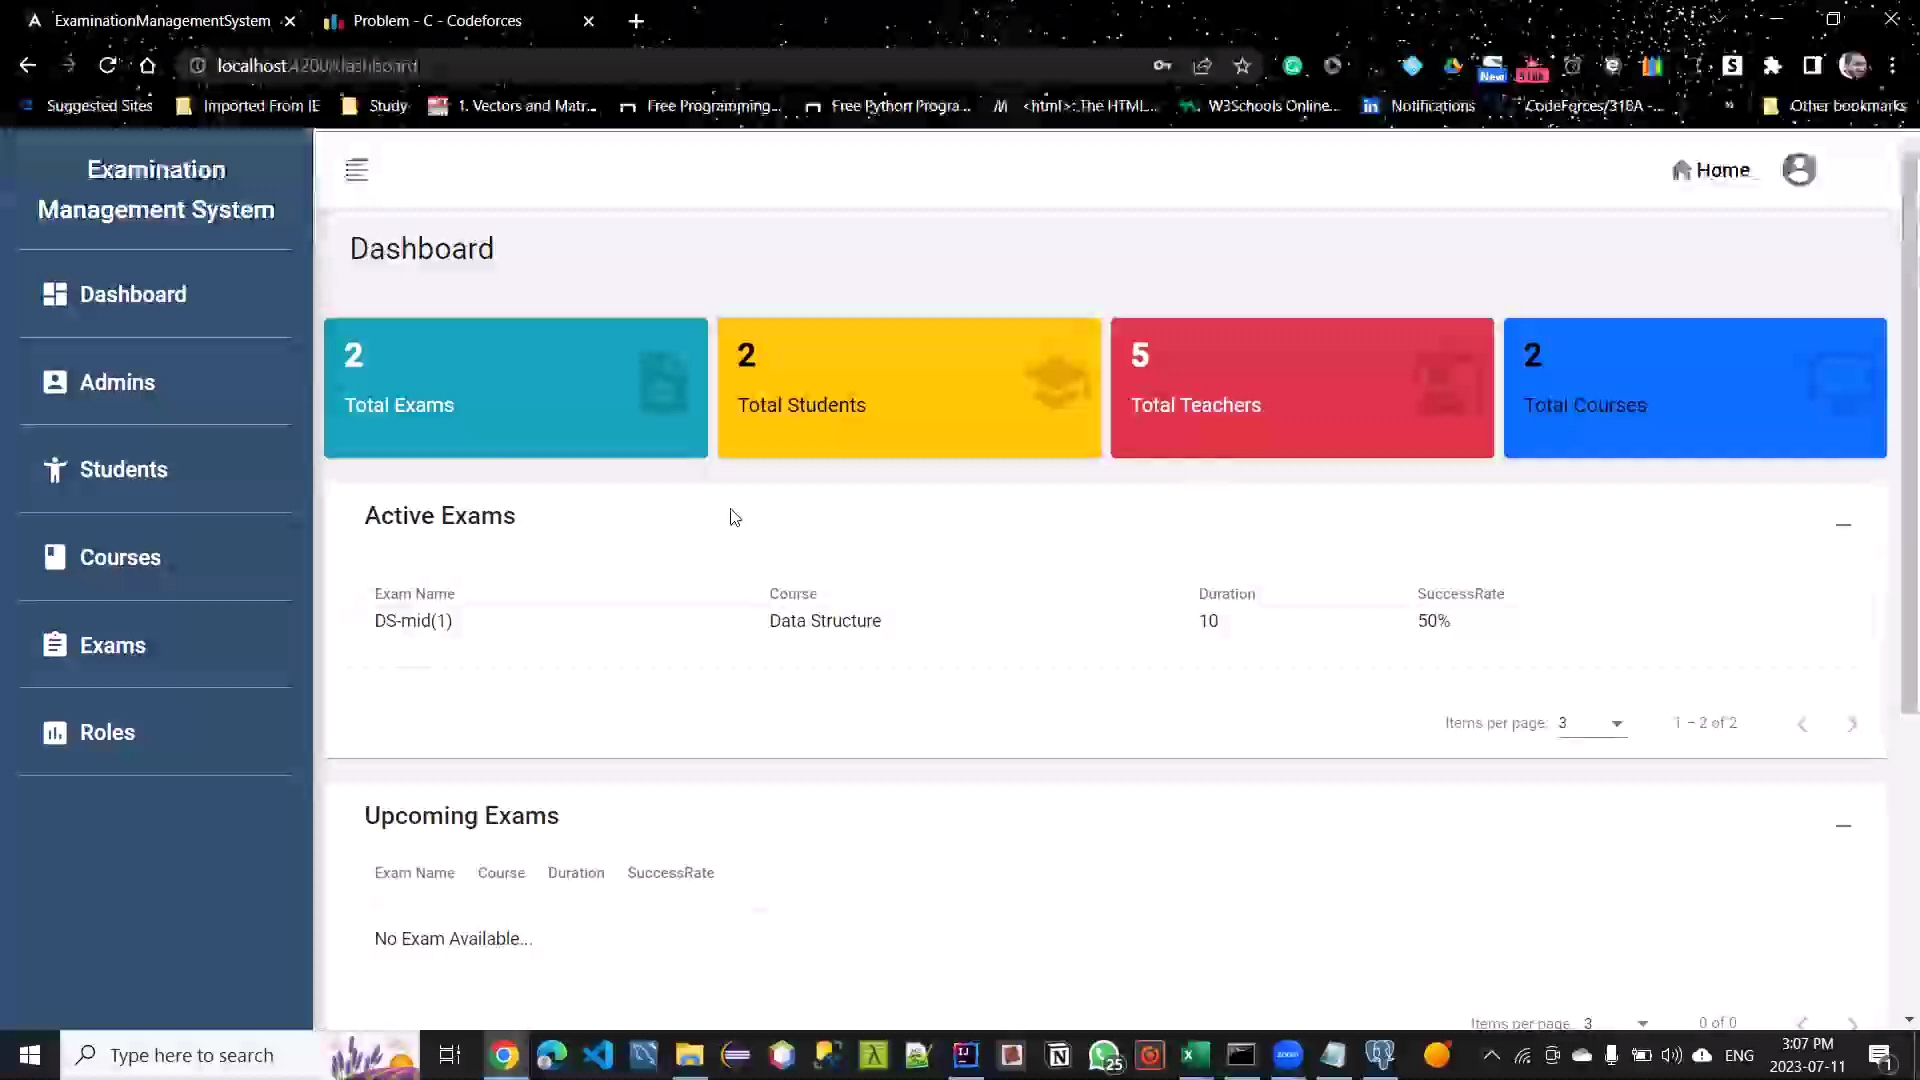 ExaminationManagementSystem
Problem - C - Codeforces
localhost:4200/dashboard
New
Suggested Sites
Imported From IE
Study
1. Vectors and Matr...
Free Programming...
Free Python Progra...
<html>: The HTML...
W3Schools Online...
Notifications
CodeForces/318A -...
»
Other bookmarks
Examination
Management System
Home
Dashboard
Dashboard
Admins
Students
Courses
Exams
Roles
2
Total Exams
2
Total Students
5
Total Teachers
2
Total Courses
Active Exams
Exam Name Course Duration SuccessRate
DS-mid(1) Data Structure 10 50%
Items per page: 3 1 – 2 of 2
Upcoming Exams
Exam Name Course Duration SuccessRate
No Exam Available...
Items per page 3 0 of 0
Type here to search
25
zoom
ENG
3:07 PM
2023-07-11
1